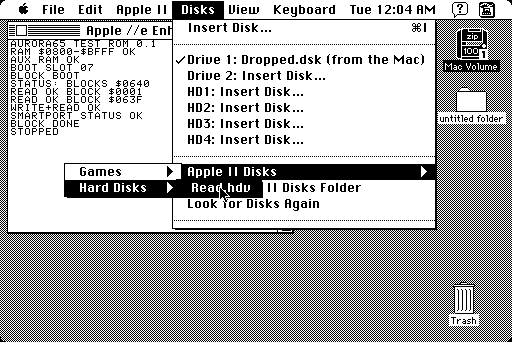 File Edit Apple II Disks View Keyboard Tue 12:04 AM
Apple //e Enh
AURORA65 TEST ROM 0.1
RAM $0800-$BFFF OK
AUX RAM OK
BOOT SLOT 07
BLOCK BOOT
STATUS: BLOCKS $0640
READ OK BLOCK $0001
READ OK BLOCK $063F
WRITE+READ OK
SMARTPORT STATUS OK
BLOCK DONE
STOPPED
Insert Disk... ⌘I
✓Drive 1: Dropped.dsk (from the Mac)
Drive 2: Insert Disk...
HD1: Insert Disk...
HD2: Insert Disk...
HD3: Insert Disk...
HD4: Insert Disk...
Apple II Disks
II Disks Folder
Look for Disks Again
Games
Hard Disks
Read.hdv
zip
100
Mac Volume
untitled folder
Trash